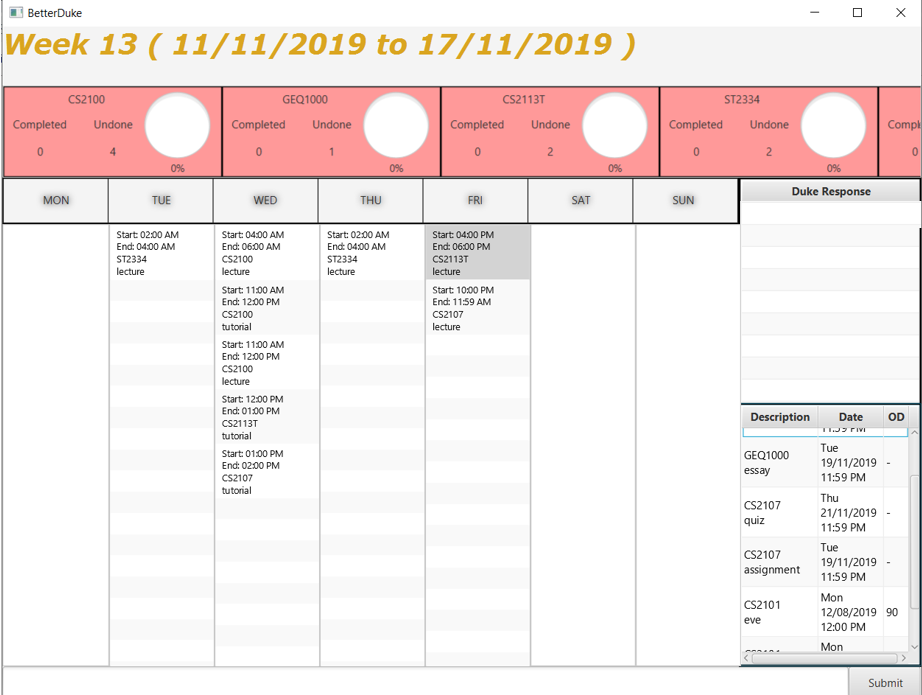 BetterDuke
Week 13 ( 11/11/2019 to 17/11/2019 )
CS2100
Completed Undone
0 4
0%
GEQ1000
Completed Undone
0 1
0%
CS2113T
Completed Undone
0 2
0%
ST2334
Completed Undone
0 2
0%
0
MON TUE WED THU FRI SAT SUN
Start: 02:00 AM
End: 04:00 AM
ST2334
lecture
Start: 04:00 AM
End: 06:00 AM
CS2100
lecture
Start: 11:00 AM
End: 12:00 PM
CS2100
tutorial
Start: 11:00 AM
End: 12:00 PM
CS2100
lecture
Start: 12:00 PM
End: 01:00 PM
CS2113T
tutorial
Start: 01:00 PM
End: 02:00 PM
CS2107
tutorial
Start: 02:00 AM
End: 04:00 AM
ST2334
lecture
Start: 04:00 PM
End: 06:00 PM
CS2113T
lecture
Start: 10:00 PM
End: 11:59 AM
CS2107
lecture
Duke Response
Description Date OD
11:59 PM
GEQ1000
essay
Tue
19/11/2019
11:59 PM
-
CS2107
quiz
Thu
21/11/2019
11:59 PM
-
CS2107
assignment
Tue
19/11/2019
11:59 PM
-
CS2101
eve
Mon
12/08/2019
12:00 PM
90
Mon
Submit